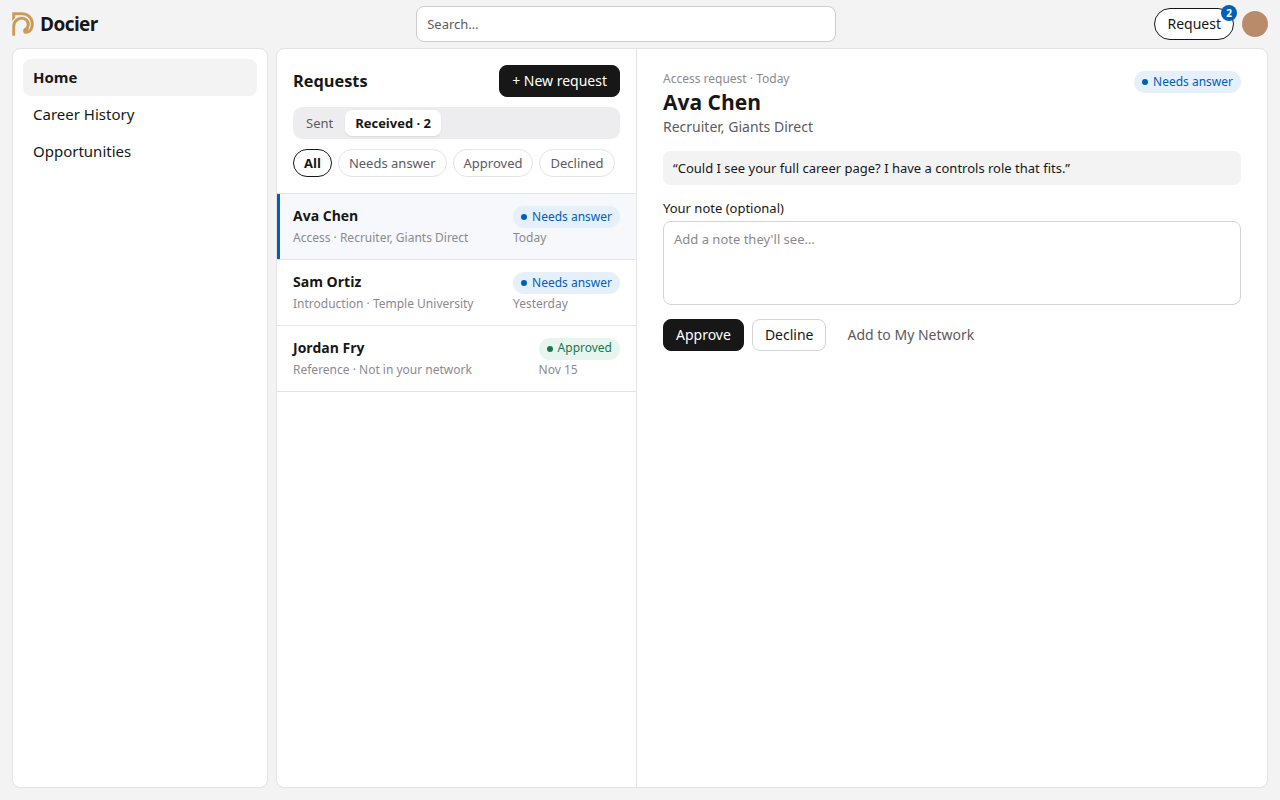 Docier
Search...
Request
2
Home
Career History
Opportunities
Requests
+ New request
Sent
Received · 2
All
Needs answer
Approved
Declined
Ava Chen
Needs answer
Access · Recruiter, Giants Direct
Today
Sam Ortiz
Needs answer
Introduction · Temple University
Yesterday
Jordan Fry
Approved
Reference · Not in your network
Nov 15
Access request · Today
Needs answer
Ava Chen
Recruiter, Giants Direct
“Could I see your full career page? I have a controls role that fits.”
Your note (optional)
Add a note they'll see...
Approve
Decline
Add to My Network